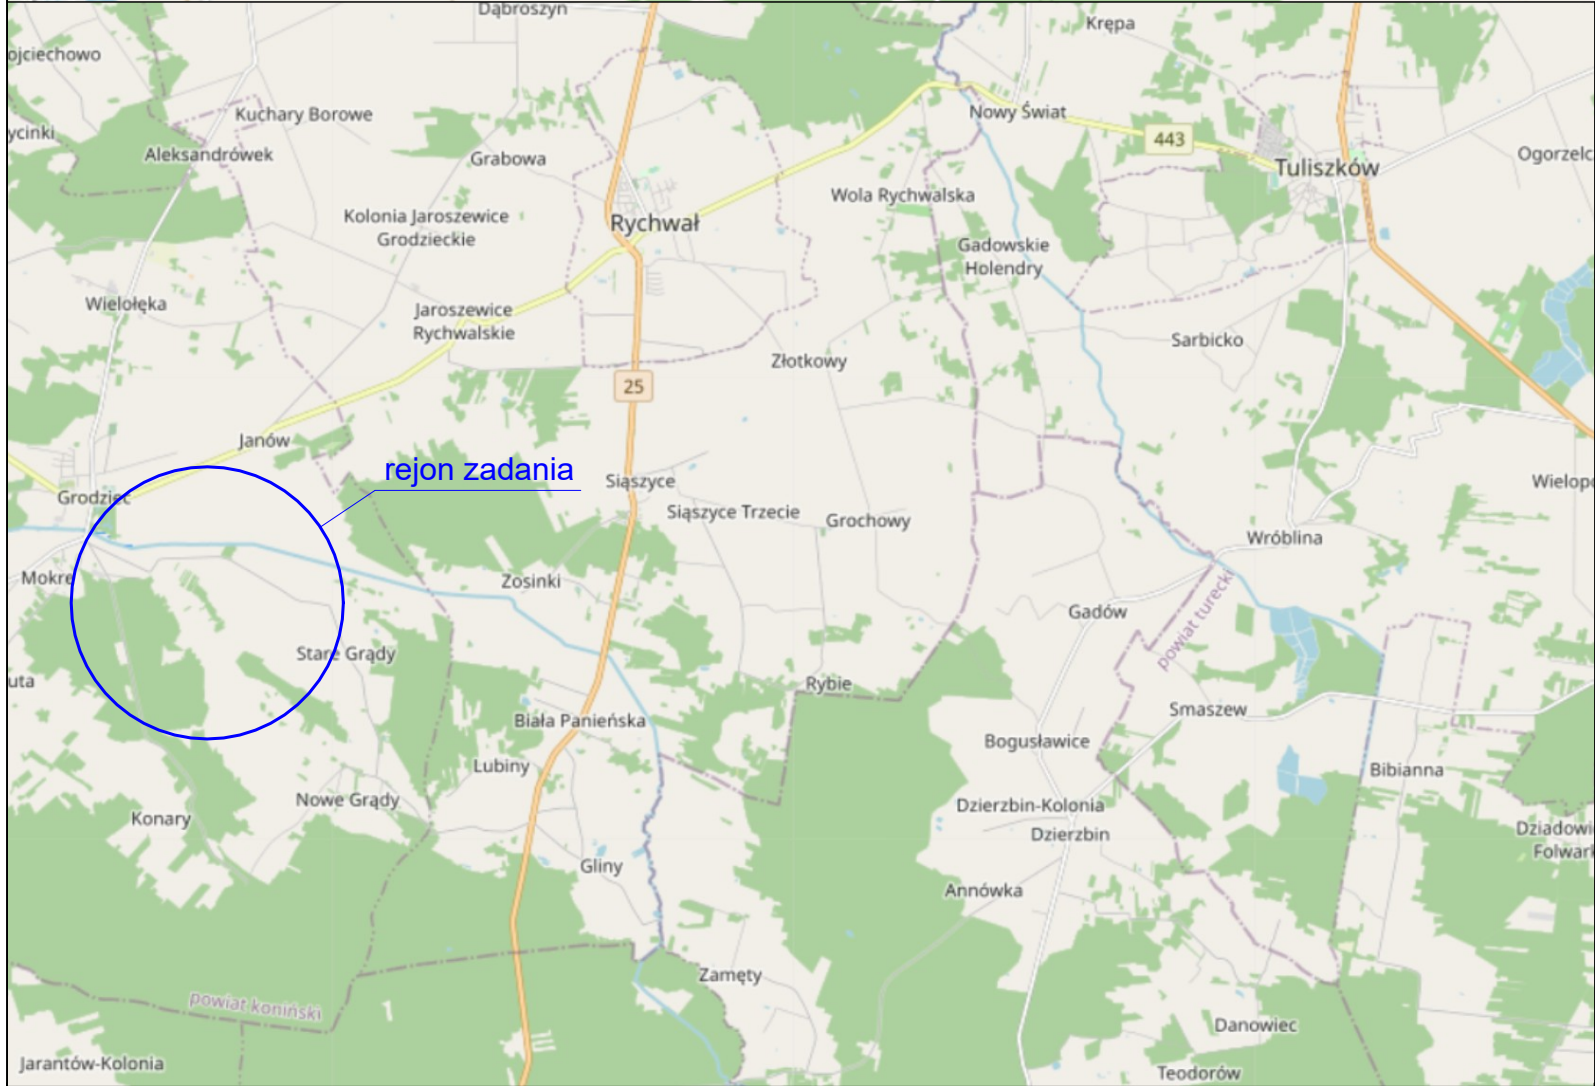 Dąbroszyn
Krępa
ojciechowo
Kuchary Borowe
Nowy Świat
ycinki
443
Aleksandrówek
Grabowa
Ogorzelc
Tuliszków
Wola Rychwalska
Kolonia Jaroszewice
Grodzieckie
Rychwał
Gadowskie
Holendry
Wielołęka
Jaroszewice
Rychwalskie
Sarbicko
Złotkowy
25
Janów
rejon zadania
Siąszyce
Wielopo
Grodziec
Siąszyce Trzecie
Grochowy
Wróblina
Mokre
Zosinki
Gadów
powiat turecki
Stare Grądy
uta
Rybie
Smaszew
Biała Panieńska
Bogusławice
Lubiny
Bibianna
Nowe Grądy
Dzierzbin-Kolonia
Konary
Dzierzbin
Dziadowi
Folwark
Gliny
Annówka
Zamęty
powiat koniński
Danowiec
Jarantów-Kolonia
Teodorów